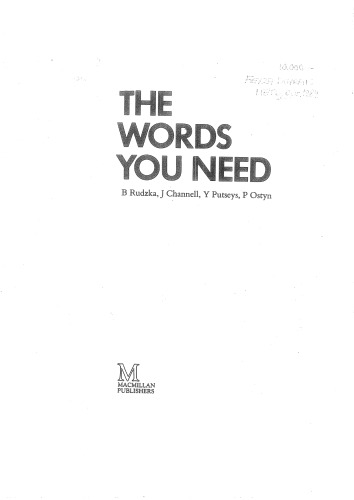 THE
WORDS
YOU NEED
B Rudzka, J Channell, Y Putseys, P Ostyn
M
MACMILLAN
PUBLISHERS